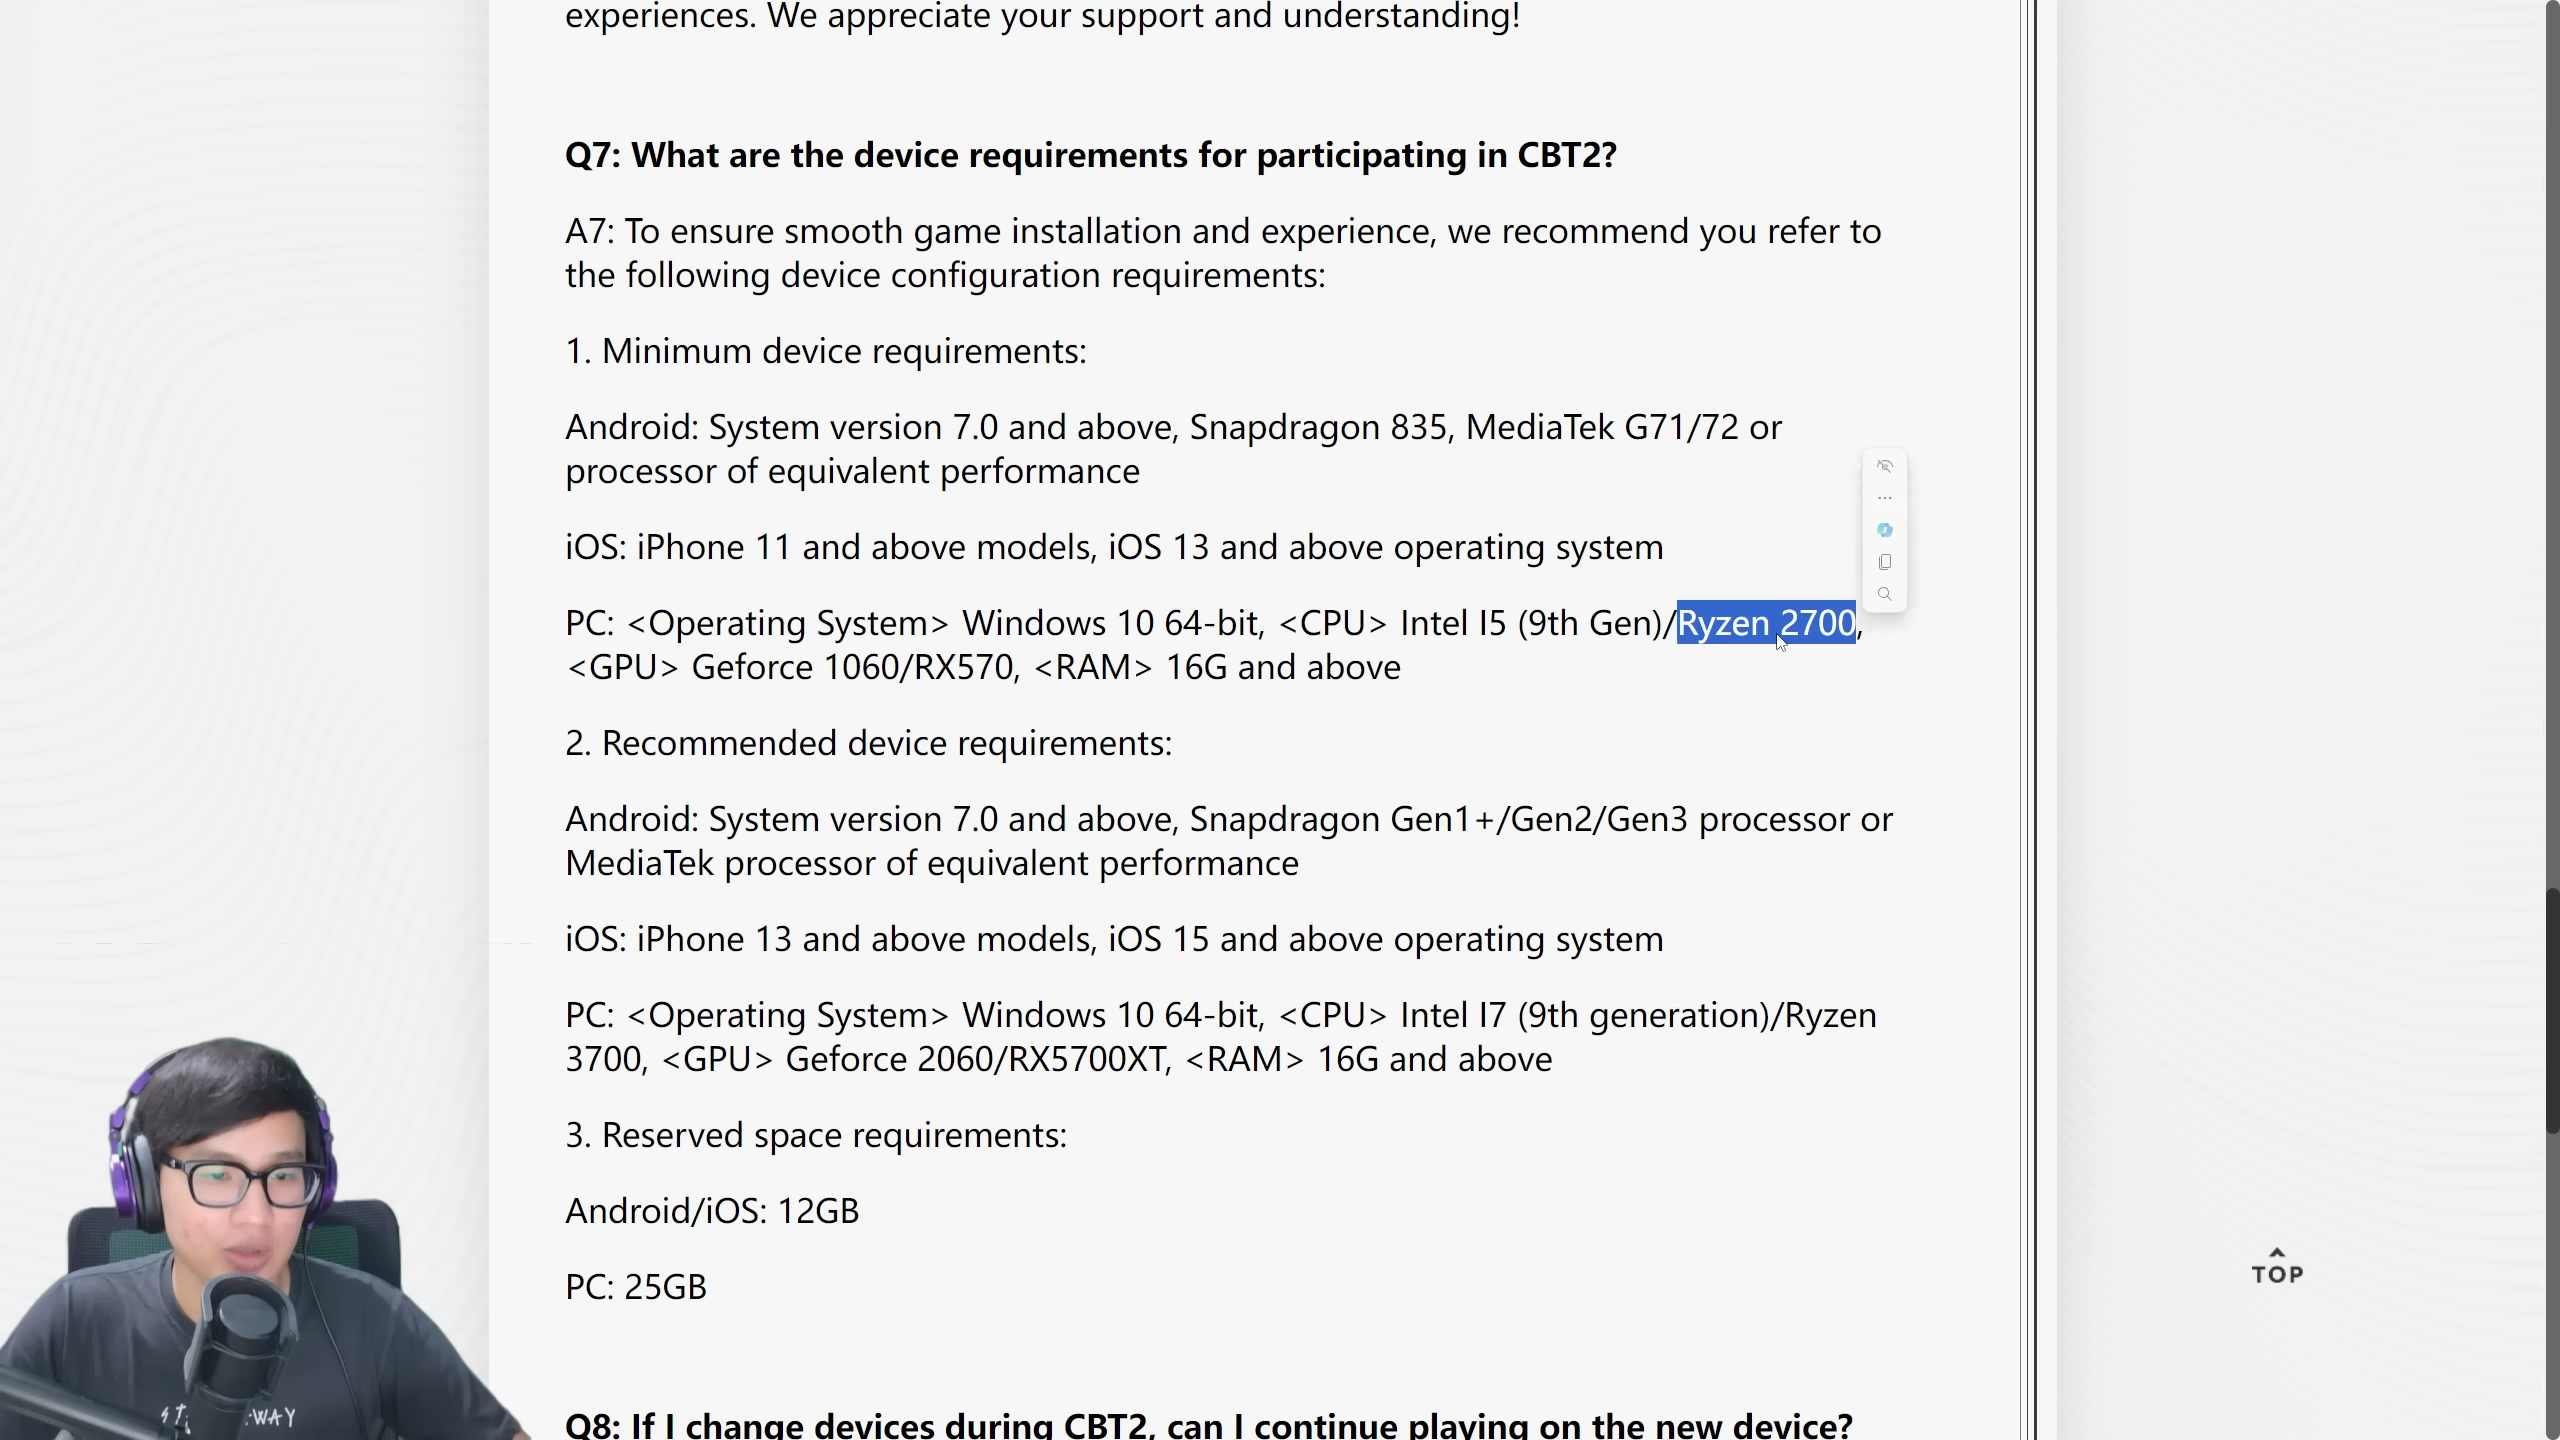 experiences. We appreciate your support and understanding!
Q7: What are the device requirements for participating in CBT2?
A7: To ensure smooth game installation and experience, we recommend you refer to
the following device configuration requirements:
1. Minimum device requirements:
Android: System version 7.0 and above, Snapdragon 835, MediaTek G71/72 or
processor of equivalent performance
iOS: iPhone 11 and above models, iOS 13 and above operating system
PC: <Operating System> Windows 10 64-bit, <CPU> Intel I5 (9th Gen)/Ryzen 2700,
<GPU> Geforce 1060/RX570, <RAM> 16G and above
2. Recommended device requirements:
Android: System version 7.0 and above, Snapdragon Gen1+/Gen2/Gen3 processor or
MediaTek processor of equivalent performance
iOS: iPhone 13 and above models, iOS 15 and above operating system
PC: <Operating System> Windows 10 64-bit, <CPU> Intel I7 (9th generation)/Ryzen
3700, <GPU> Geforce 2060/RX5700XT, <RAM> 16G and above
3. Reserved space requirements:
Android/iOS: 12GB
PC: 25GB
TOP
Q8: If I change devices during CBT2, can I continue playing on the new device?